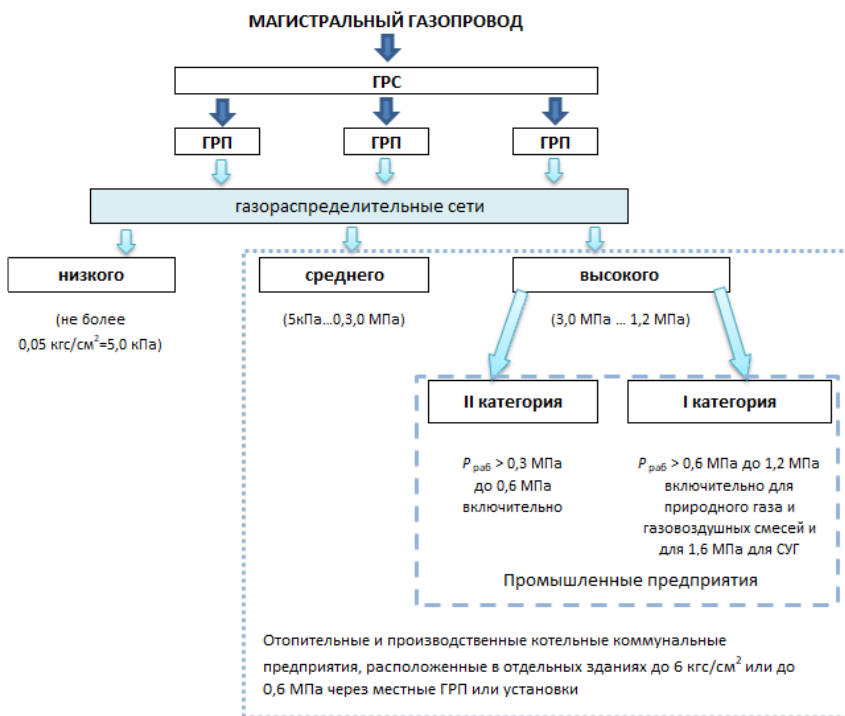 МАГИСТРАЛЬНЫЙ ГАЗОПРОВОД
ГРС
ГРП
ГРП
ГРП
газораспределительные сети
низкого
среднего
высокого
(не более
0,05 кгс/см²=5,0 кПа)
(5кПа...0,3,0 МПа)
(3,0 МПа ... 1,2 МПа)
II категория
I категория
P раб > 0,3 МПа
до 0,6 МПа
включительно
P раб > 0,6 МПа до 1,2 МПа
включительно для
природного газа и
газовоздушных смесей и
для 1,6 МПа для СУГ
Промышленные предприятия
Отопительные и производственные котельные коммунальные
предприятия, расположенные в отдельных зданиях до 6 кгс/см² или до
0,6 МПа через местные ГРП или установки